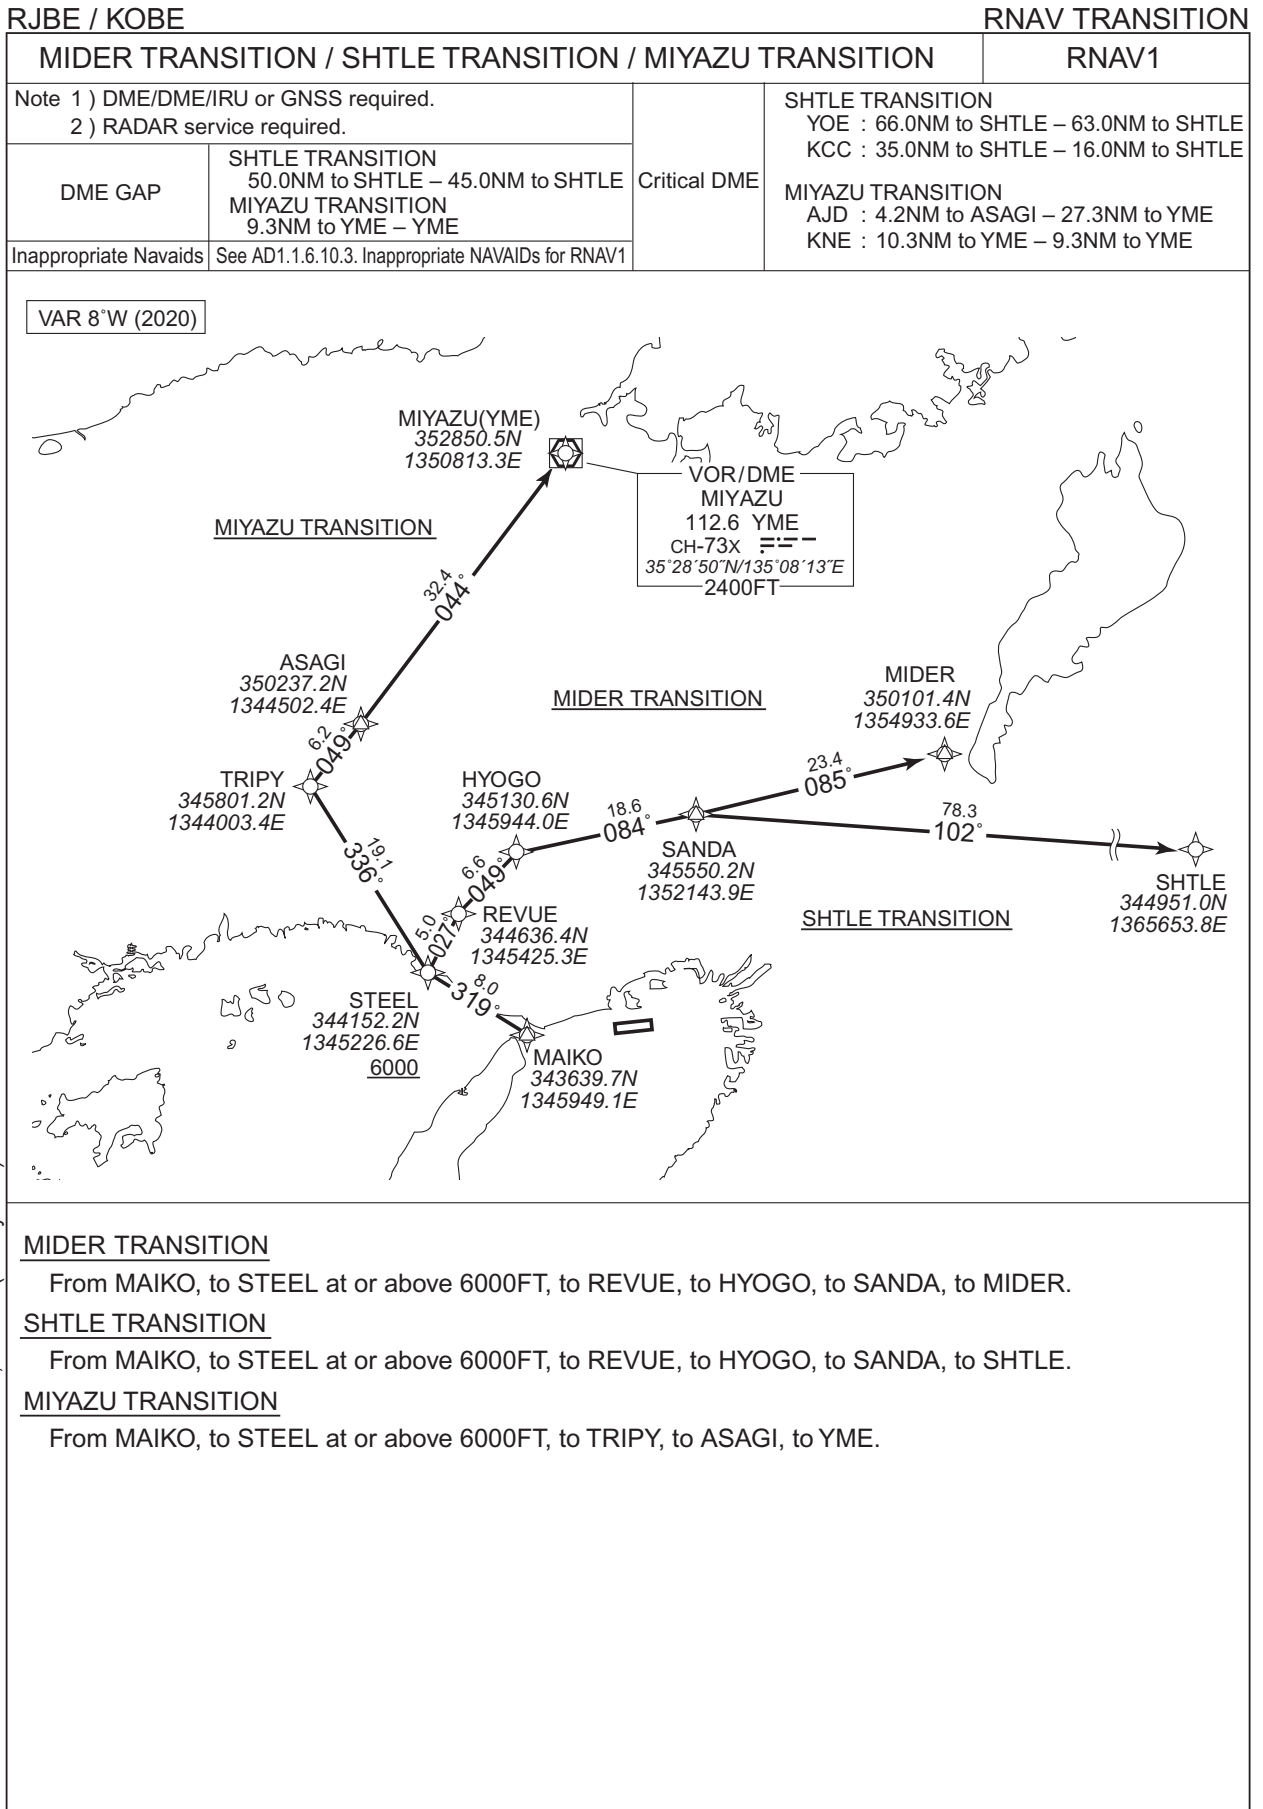 RJBE / KOBE
RNAV TRANSITION
MIDER TRANSITION / SHTLE TRANSITION / MIYAZU TRANSITION
RNAV1
Note 1 ) DME/DME/IRU or GNSS required.
2 ) RADAR service required.
DME GAP
SHTLE TRANSITION
50.0NM to SHTLE – 45.0NM to SHTLE
MIYAZU TRANSITION
9.3NM to YME – YME
Inappropriate Navaids
See AD1.1.6.10.3. Inappropriate NAVAIDs for RNAV1
Critical DME
SHTLE TRANSITION
YOE : 66.0NM to SHTLE – 63.0NM to SHTLE
KCC : 35.0NM to SHTLE – 16.0NM to SHTLE
MIYAZU TRANSITION
AJD : 4.2NM to ASAGI – 27.3NM to YME
KNE : 10.3NM to YME – 9.3NM to YME
VAR 8˚W (2020)
MIYAZU(YME)
352850.5N
1350813.3E
VOR/DME
MIYAZU
112.6 YME
CH-73X
35˚28´50˝N/135˚08´13˝E
2400FT
MIYAZU TRANSITION
32.4
044˚
ASAGI
350237.2N
1344502.4E
6.2
049˚
MIDER TRANSITION
MIDER
350101.4N
1354933.6E
TRIPY
345801.2N
1344003.4E
HYOGO
345130.6N
1345944.0E
23.4
085˚
18.6
084˚
78.3
102˚
19.1
336˚
SANDA
345550.2N
1352143.9E
6.6
049˚
SHTLE
344951.0N
1365653.8E
SHTLE TRANSITION
REVUE
344636.4N
1345425.3E
5.0
027˚
8.0
319˚
STEEL
344152.2N
1345226.6E
6000
MAIKO
343639.7N
1345949.1E
MIDER TRANSITION
From MAIKO, to STEEL at or above 6000FT, to REVUE, to HYOGO, to SANDA, to MIDER.
SHTLE TRANSITION
From MAIKO, to STEEL at or above 6000FT, to REVUE, to HYOGO, to SANDA, to SHTLE.
MIYAZU TRANSITION
From MAIKO, to STEEL at or above 6000FT, to TRIPY, to ASAGI, to YME.